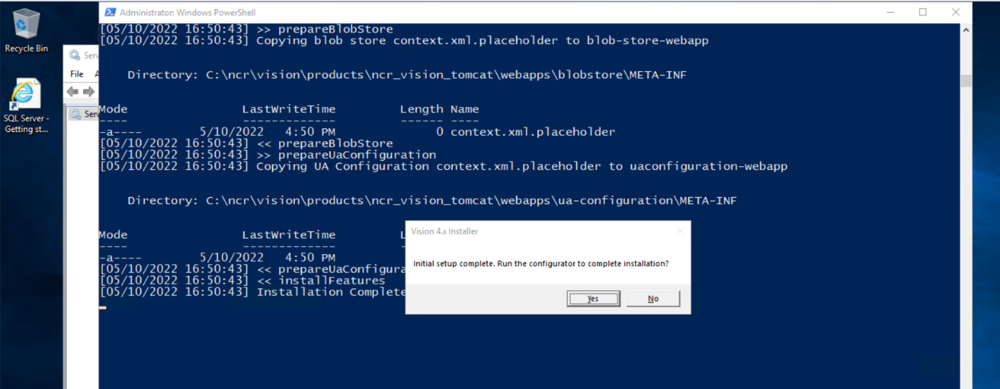 Administrator: Windows PowerShell
Recycle Bin
SQL Server -
Getting st...
File
[05/10/2022 16:50:43] >> prepareBlobStore
[05/10/2022 16:50:43] Copying blob store context.xml.placeholder to blob-store-webapp
Directory: C:\ncr\vision\products\ncr_vision_tomcat\webapps\blobstore\META-INF
Mode LastWriteTime Length Name
---- ------------- ------ ----
-a---- 5/10/2022 4:50 PM 0 context.xml.placeholder
[05/10/2022 16:50:43] << prepareBlobStore
[05/10/2022 16:50:43] >> prepareUaConfiguration
[05/10/2022 16:50:43] Copying UA Configuration context.xml.placeholder to uaconfiguration-webapp
Directory: C:\ncr\vision\products\ncr_vision_tomcat\webapps\ua-configuration\META-INF
Mode LastWriteTime
---- -------------
-a---- 5/10/2022 4:50 PM
[05/10/2022 16:50:43] << prepareUaConfigura
[05/10/2022 16:50:43] << installFeatures
[05/10/2022 16:50:43] Installation Complete
Vision 4.x Installer
Initial setup complete. Run the configurator to complete installation?
Yes
No